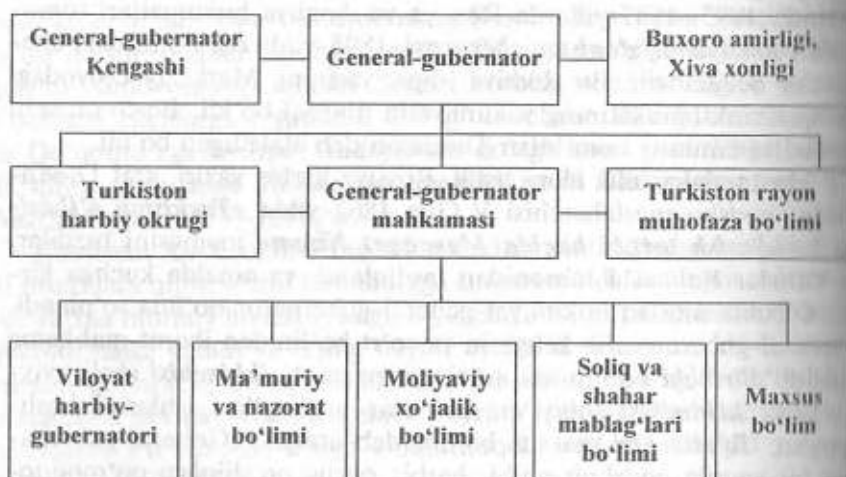 General-gubernator
Kengashi
General-gubernator
Buxoro amirligi,
Xiva xonligi
Turkiston
harbiy okrugi
General-gubernator
mahkamasi
Turkiston rayon
muhofaza bo‘limi
Viloyat
harbiy-
gubernatori
Ma’muriy
va nazorat
bo‘limi
Moliyaviy
xo‘jalik
bo‘limi
Soliq va
shahar
mablag‘lari
bo‘limi
Maxsus
bo‘lim